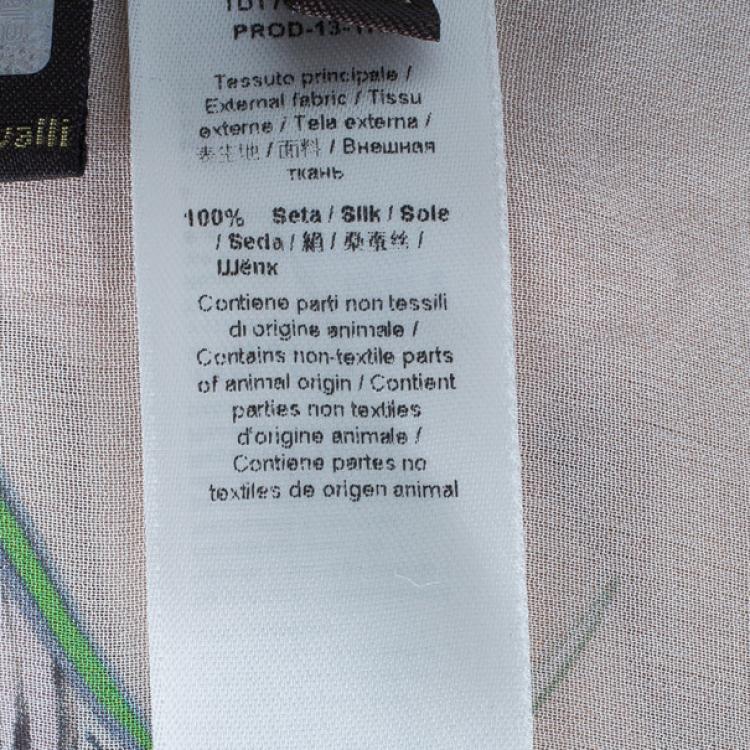 PROD-13-
Tessuto principale /
External fabric / Tissu
externe / Tela externa /
表生地 / 面料 / Внешняя
ткань
100% Seta / Silk / Sole
/ Seda / 絹 / 桑蚕丝 /
Шёлк
Contiene parti non tessili
di origine animale /
Contains non-textile parts
of animal origin / Contient
parties non textiles
d'origine animale /
Contiene partes no
textiles de origen animal
valli